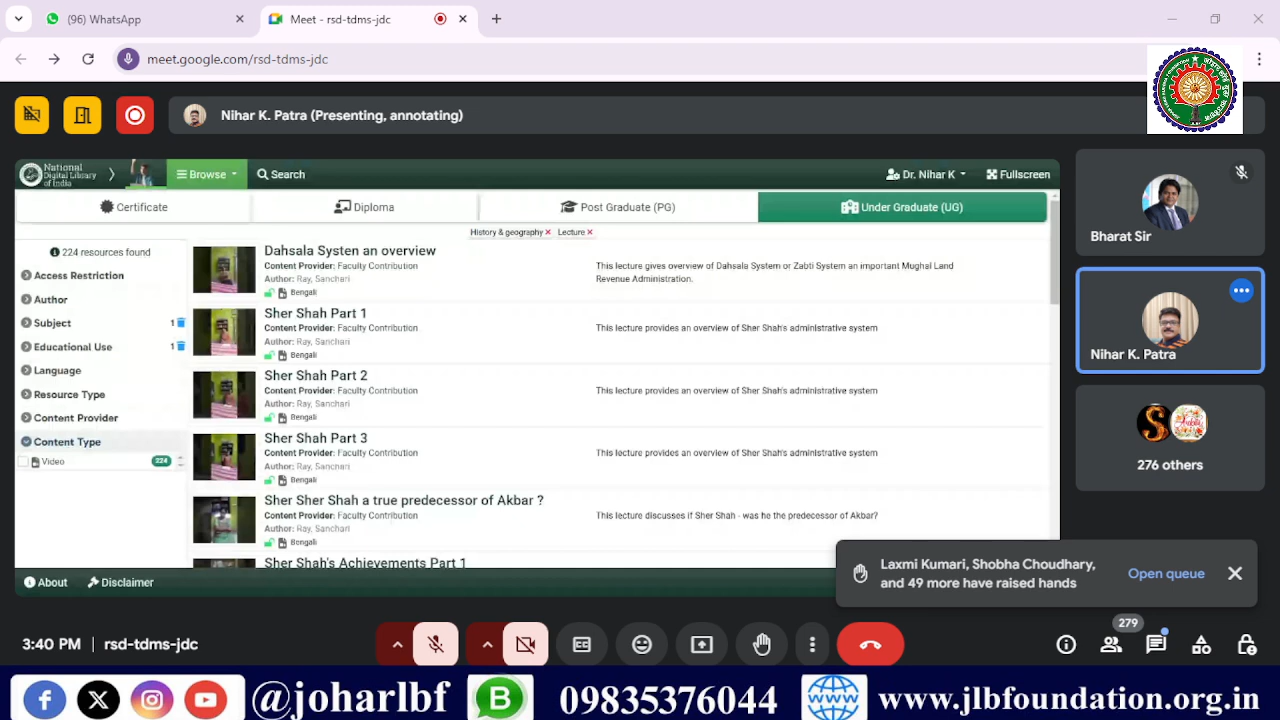 (96) WhatsApp
Meet - rsd-tdms-jdc
meet.google.com/rsd-tdms-jdc
Nihar K. Patra (Presenting, annotating)
National
Digital Library
of India
Browse
Search
Dr. Nihar K
Fullscreen
Certificate
Diploma
Post Graduate (PG)
Under Graduate (UG)
History & geography
Lecture
224 resources found
Access Restriction
Author
Subject 1
Educational Use 1
Language
Resource Type
Content Provider
Content Type
Video 224
Dahsala Systen an overview
Content Provider: Faculty Contribution
Author: Ray, Sanchari
Bengali
This lecture gives overview of Dahsala System or Zabti System an important Mughal Land
Revenue Administration.
Sher Shah Part 1
Content Provider: Faculty Contribution
Author: Ray, Sanchari
Bengali
This lecture provides an overview of Sher Shah's administrative system
Sher Shah Part 2
Content Provider: Faculty Contribution
Author: Ray, Sanchari
Bengali
This lecture provides an overview of Sher Shah's administrative system
Sher Shah Part 3
Content Provider: Faculty Contribution
Author: Ray, Sanchari
Bengali
This lecture provides an overview of Sher Shah's administrative system
Sher Sher Shah a true predecessor of Akbar ?
Content Provider: Faculty Contribution
Author: Ray, Sanchari
Bengali
This lecture discusses if Sher Shah - was he the predecessor of Akbar?
Sher Shah's Achievements Part 1
About
Disclaimer
Bharat Sir
Nihar K. Patra
276 others
Laxmi Kumari, Shobha Choudhary,
and 49 more have raised hands
Open queue
279
3:40 PM | rsd-tdms-jdc
@joharlbf
09835376044
www.jlbfoundation.org.in